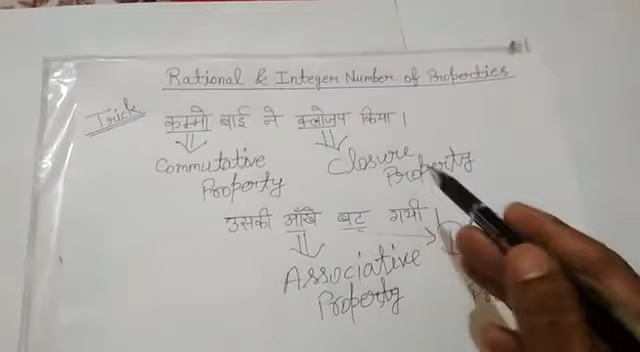 Rational & Integer Number of Properties
Trick
कम्मो बाई ने क्लोजप किया।
Commutative
Property
Closure
Property
उसकी आँखे बट गयी
Associative
Property